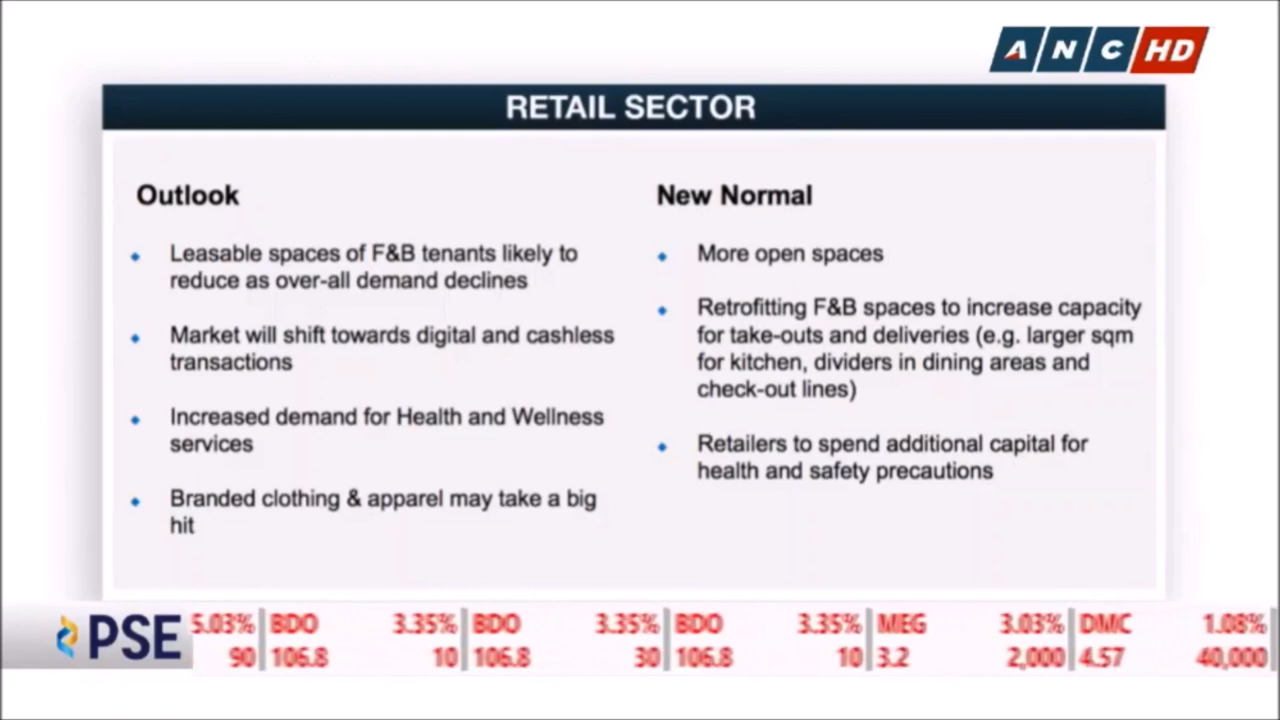 ANC HD
RETAIL SECTOR
Outlook
Leasable spaces of F&B tenants likely to
reduce as over-all demand declines
Market will shift towards digital and cashless
transactions
Increased demand for Health and Wellness
services
Branded clothing & apparel may take a big
hit
New Normal
More open spaces
Retrofitting F&B spaces to increase capacity
for take-outs and deliveries (e.g. larger sqm
for kitchen, dividers in dining areas and
check-out lines)
Retailers to spend additional capital for
health and safety precautions
PSE
5.03% BDO 3.35% BDO 3.35% BDO 3.35% MEG 3.03% DMC 1.08%
90 106.8 10 106.8 30 106.8 10 3.2 2,000 4.57 40,000